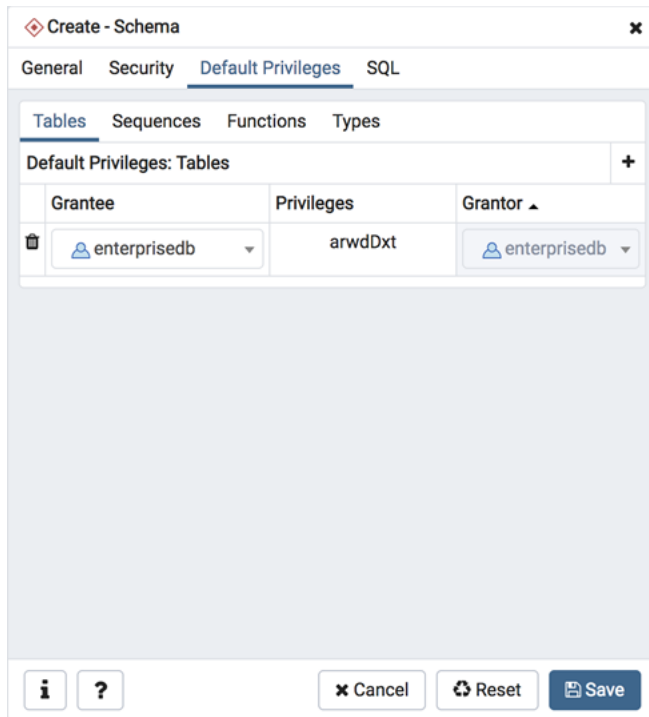 Create - Schema
General Security Default Privileges SQL
Tables Sequences Functions Types
Default Privileges: Tables
Grantee Privileges Grantor
enterprisedb arwdDxt enterprisedb
i ? Cancel Reset Save